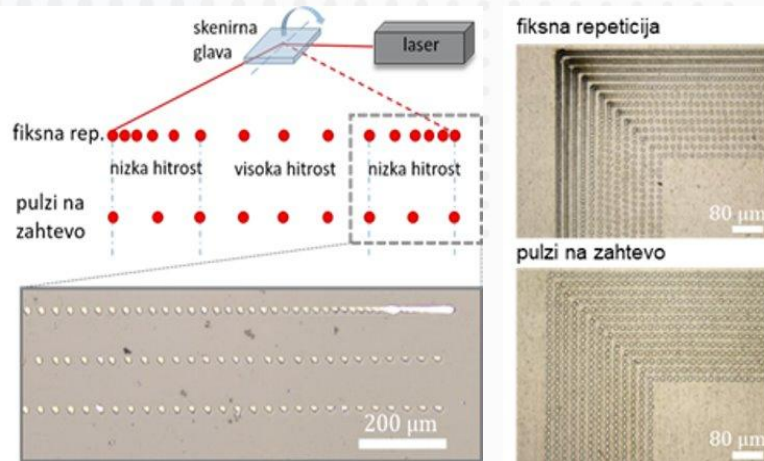 skenirna
glava
laser
fiksna rep.
nizka hitrost
visoka hitrost
nizka hitrost
pulzi na
zahtevo
200 μm
fiksna repeticija
80 μm
pulzi na zahtevo
80 μm